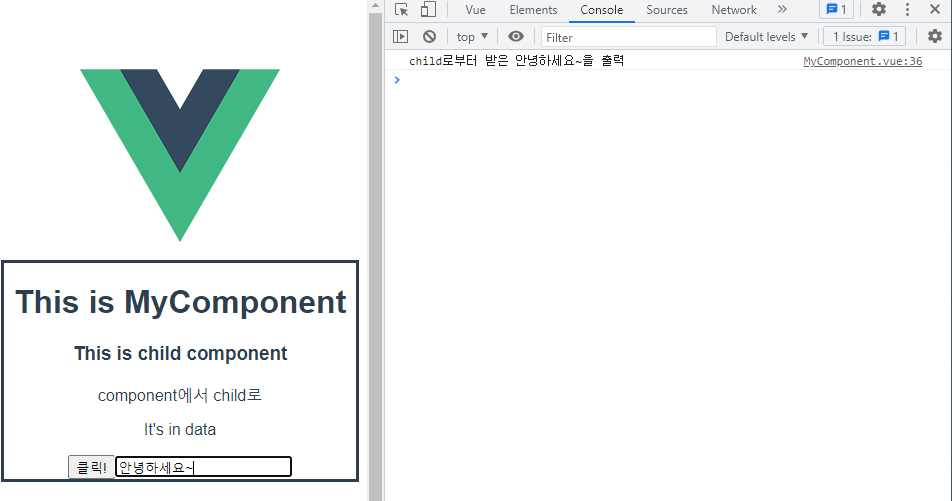 This is MyComponent
This is child component
component에서 child로
It's in data
클릭! 안녕하세요~
Vue Elements Console Sources Network » 1
top ▼ Filter Default levels ▼ 1 Issue: 1
child로부터 받은 안녕하세요~을 출력 MyComponent.vue:36
>